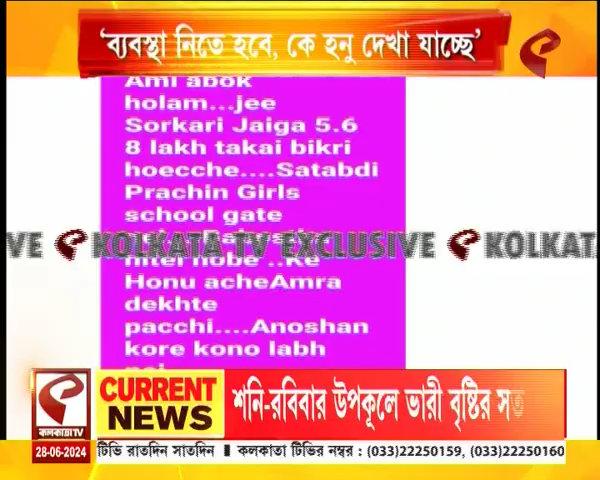 ‘ব্যবস্থা নিতে হবে, কে হনু দেখা যাচ্ছে’
Ami abok
holam...jee
Sorkari Jaiga 5.6
8 lakh takai bikri
hoecche....Satabdi
Prachin Girls
school gate
IVE KOLKATA TV EXCLUSIVE KOLKATA
nitei hobe ..Ke
Honu acheAmra
dekhte
pacchi....Anoshan
kore kono labh
CURRENT
NEWS
শনি-রবিবার উপকূলে ভারী বৃষ্টির
কলকাতা TV
28-06-2024
টিভি রাতদিন সাতদিন ▮ কলকাতা টিভির নম্বর : (033)22250159, (033)22250160